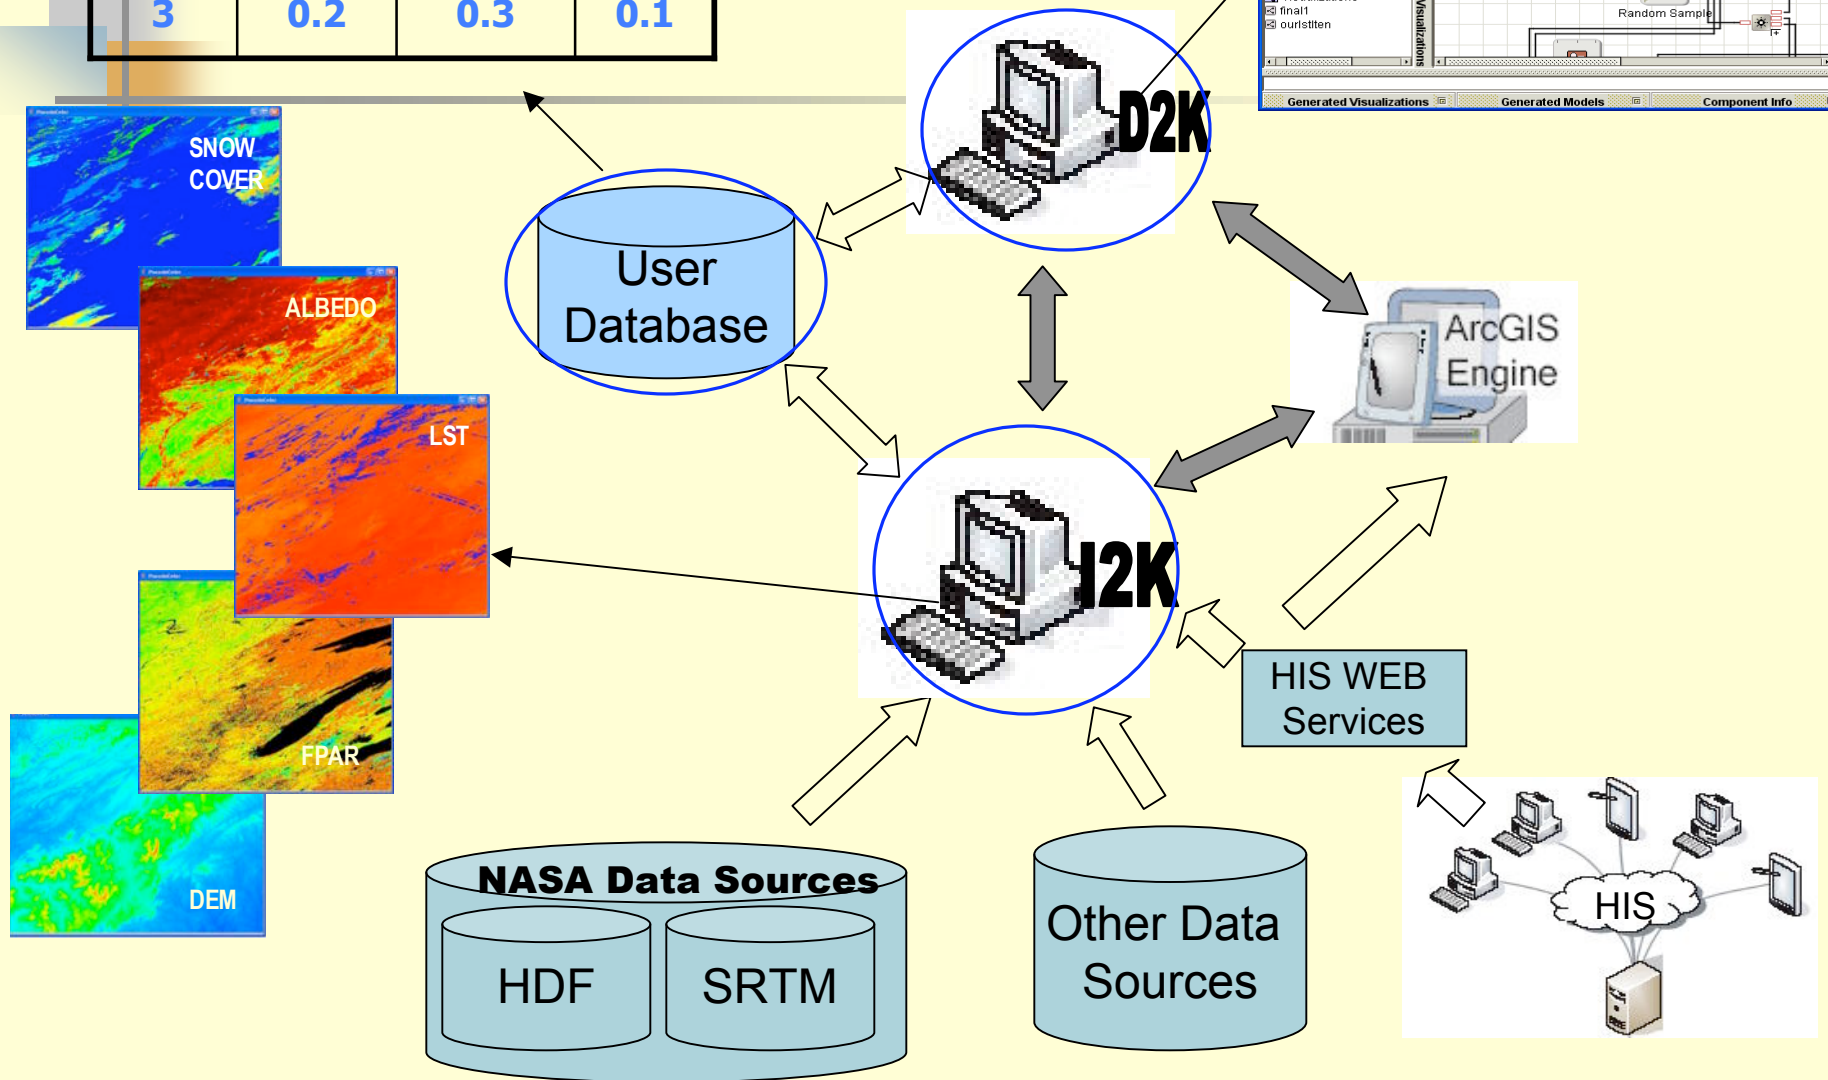 3 0.2 0.3 0.1
final1
ourlstlten
Visualizations
Random Sample
Generated Visualizations
Generated Models
Component Info
D2K
SNOW
COVER
User
Database
ALBEDO
ArcGIS
Engine
LST
I2K
HIS WEB
Services
FPAR
DEM
NASA Data Sources
HDF
SRTM
Other Data
Sources
HIS